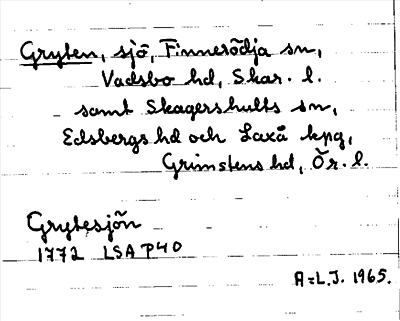 Gryten, sjö, Finnerödja sn,
Vadsbo hd, Skar. l.
samt Skagershults sn,
Edsbergs hd och Laxå kpg,
Grimstens hd, Ör. l.
Grytesjön
1772 LSA P40
A=L.J. 1965.